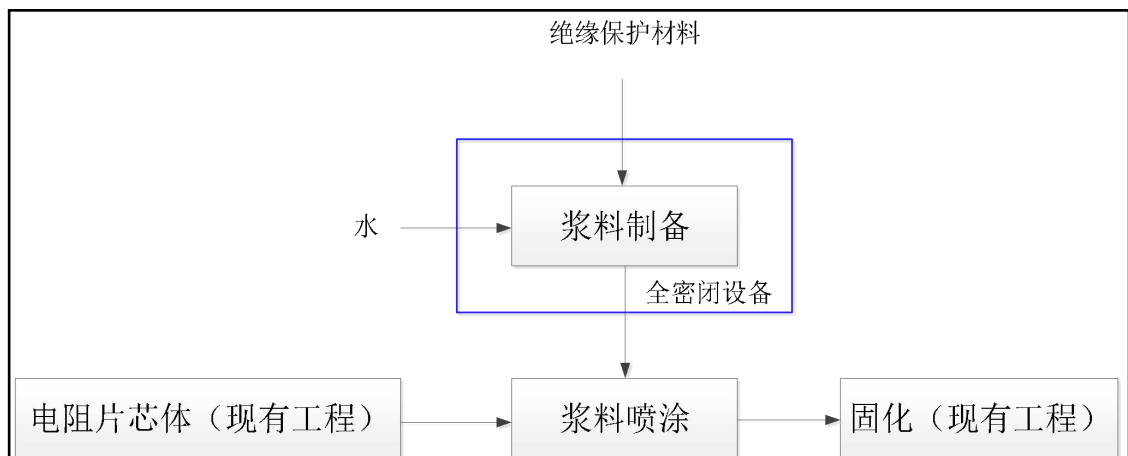 绝缘保护材料
水
浆料制备
全密闭设备
电阻片芯体（现有工程）
浆料喷涂
固化（现有工程）